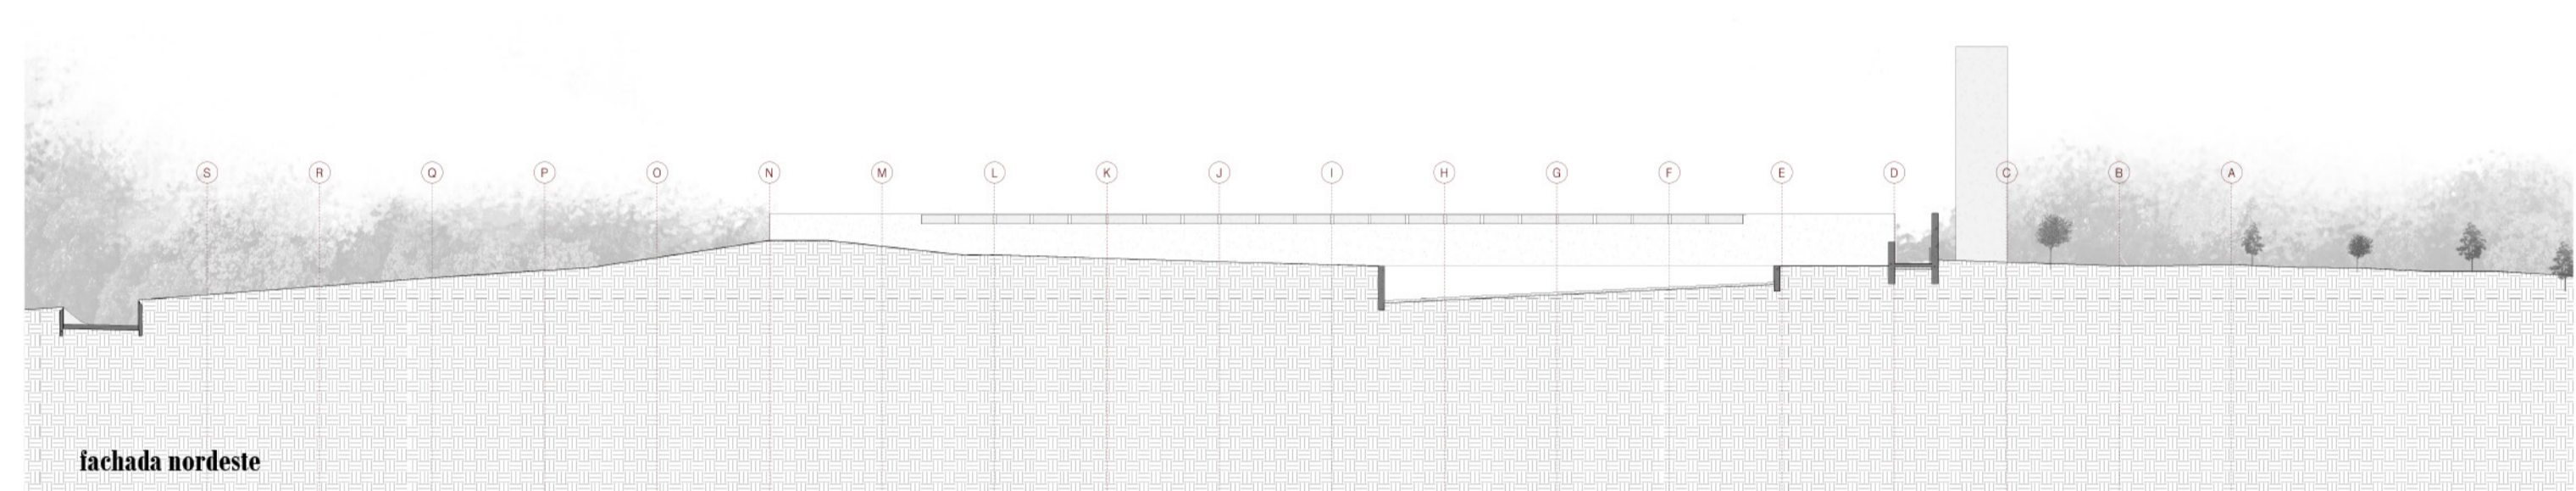 S R Q P O N M L K J I H G F E D C B A
fachada nordeste